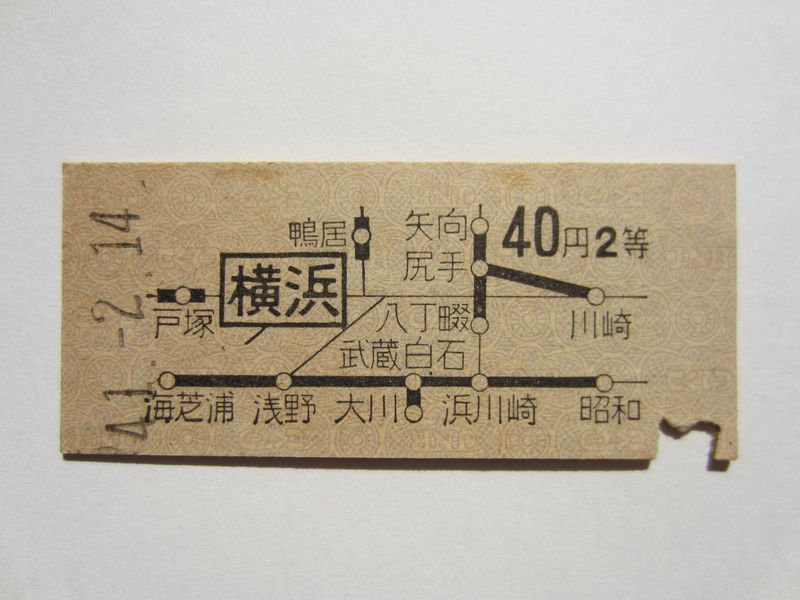 鴨居 矢向 40円2等
尻手
横浜
戸塚 八丁畷 川崎
武蔵白石
海芝浦 浅野 大川 浜川崎 昭和
41.-2.14.